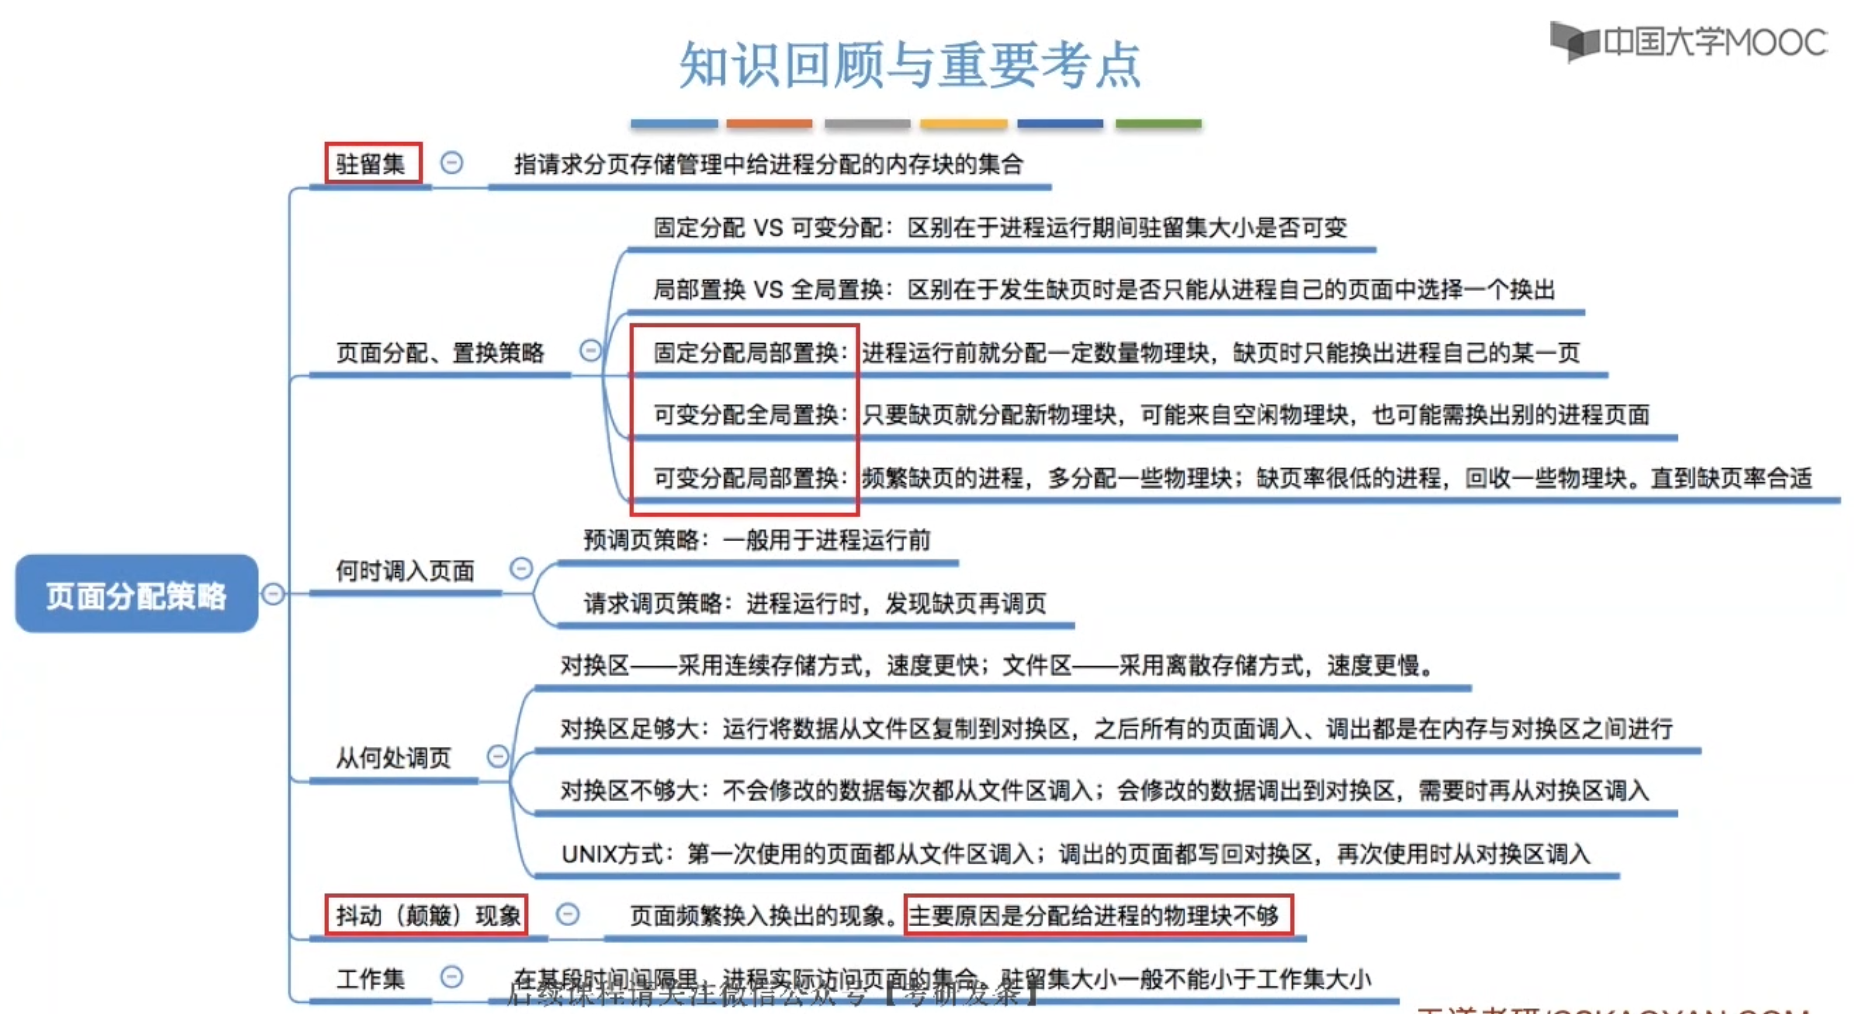 知识回顾与重要考点
中国大学MOOC
驻留集
指请求分页存储管理中给进程分配的内存块的集合
固定分配 VS 可变分配：区别在于进程运行期间驻留集大小是否可变
局部置换 VS 全局置换：区别在于发生缺页时是否只能从进程自己的页面中选择一个换出
页面分配、置换策略
固定分配局部置换：进程运行前就分配一定数量物理块，缺页时只能换出进程自己的某一页
可变分配全局置换：只要缺页就分配新物理块，可能来自空闲物理块，也可能需换出别的进程页面
可变分配局部置换：频繁缺页的进程，多分配一些物理块；缺页率很低的进程，回收一些物理块。直到缺页率合适
页面分配策略
何时调入页面
预调页策略：一般用于进程运行前
请求调页策略：进程运行时，发现缺页再调页
从何处调页
对换区——采用连续存储方式，速度更快；文件区——采用离散存储方式，速度更慢。
对换区足够大：运行将数据从文件区复制到对换区，之后所有的页面调入、调出都是在内存与对换区之间进行
对换区不够大：不会修改的数据每次都从文件区调入；会修改的数据调出到对换区，需要时再从对换区调入
UNIX方式：第一次使用的页面都从文件区调入；调出的页面都写回对换区，再次使用时从对换区调入
抖动（颠簸）现象
页面频繁换入换出的现象。主要原因是分配给进程的物理块不够
工作集
在某段时间间隔里，进程实际访问页面的集合。驻留集大小一般不能小于工作集大小
后续课程请关注微信公众号【考研发条】